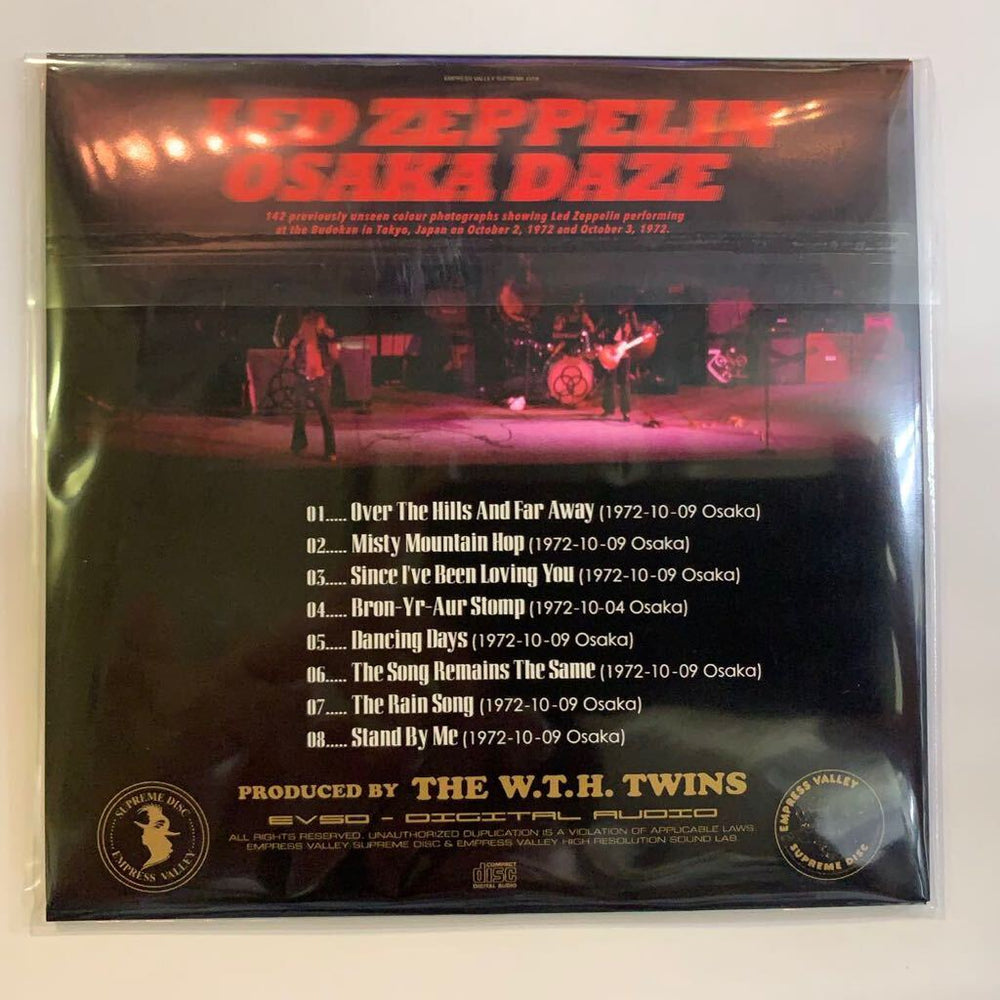 EMPRESS VALLEY SUPREME DISC
LED ZEPPELIN
OSAKA DAZE
142 previously unseen colour photographs showing Led Zeppelin performing
at the Budokan in Tokyo, Japan on October 2, 1972 and October 3, 1972.
01..... Over The Hills And Far Away (1972-10-09 Osaka)
02..... Misty Mountain Hop (1972-10-09 Osaka)
03..... Since I've Been Loving You (1972-10-09 Osaka)
04..... Bron-Yr-Aur Stomp (1972-10-04 Osaka)
05..... Dancing Days (1972-10-09 Osaka)
06..... The Song Remains The Same (1972-10-09 Osaka)
07..... The Rain Song (1972-10-09 Osaka)
08..... Stand By Me (1972-10-09 Osaka)
PRODUCED BY THE W.T.H. TWINS
EVSD - DIGITAL AUDIO
ALL RIGHTS RESERVED. UNAUTHORIZED DUPLICATION IS A VIOLATION OF APPLICABLE LAWS.
EMPRESS VALLEY SUPREME DISC & EMPRESS VALLEY HIGH RESOLUTION SOUND LAB.
SUPREME DISC
EMPRESS VALLEY
EMPRESS VALLEY
SUPREME DISC
COMPACT
disc
DIGITAL AUDIO